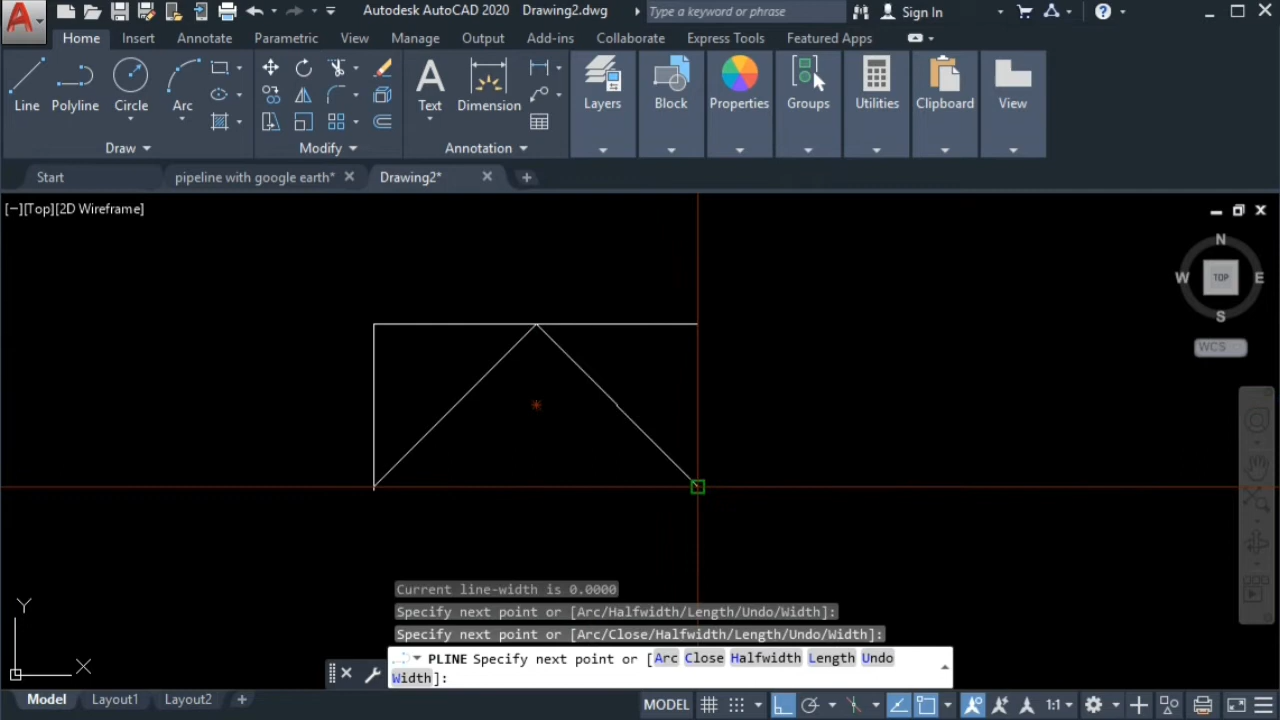 Autodesk AutoCAD 2020 Drawing2.dwg Type a keyword or phrase Sign In
Home Insert Annotate Parametric View Manage Output Add-ins Collaborate Express Tools Featured Apps
Line Polyline Circle Arc Text Dimension Layers Block Properties Groups Utilities Clipboard View
Draw Modify Annotation
Start pipeline with google earth* Drawing2*
[−][Top][2D Wireframe]
N
W TOP E
S
WCS
Current line-width is 0.0000
Specify next point or [Arc/Halfwidth/Length/Undo/Width]:
Specify next point or [Arc/Close/Halfwidth/Length/Undo/Width]:
PLINE Specify next point or [Arc Close Halfwidth Length Undo
Width]:
Y
X
Model Layout1 Layout2 MODEL 1:1